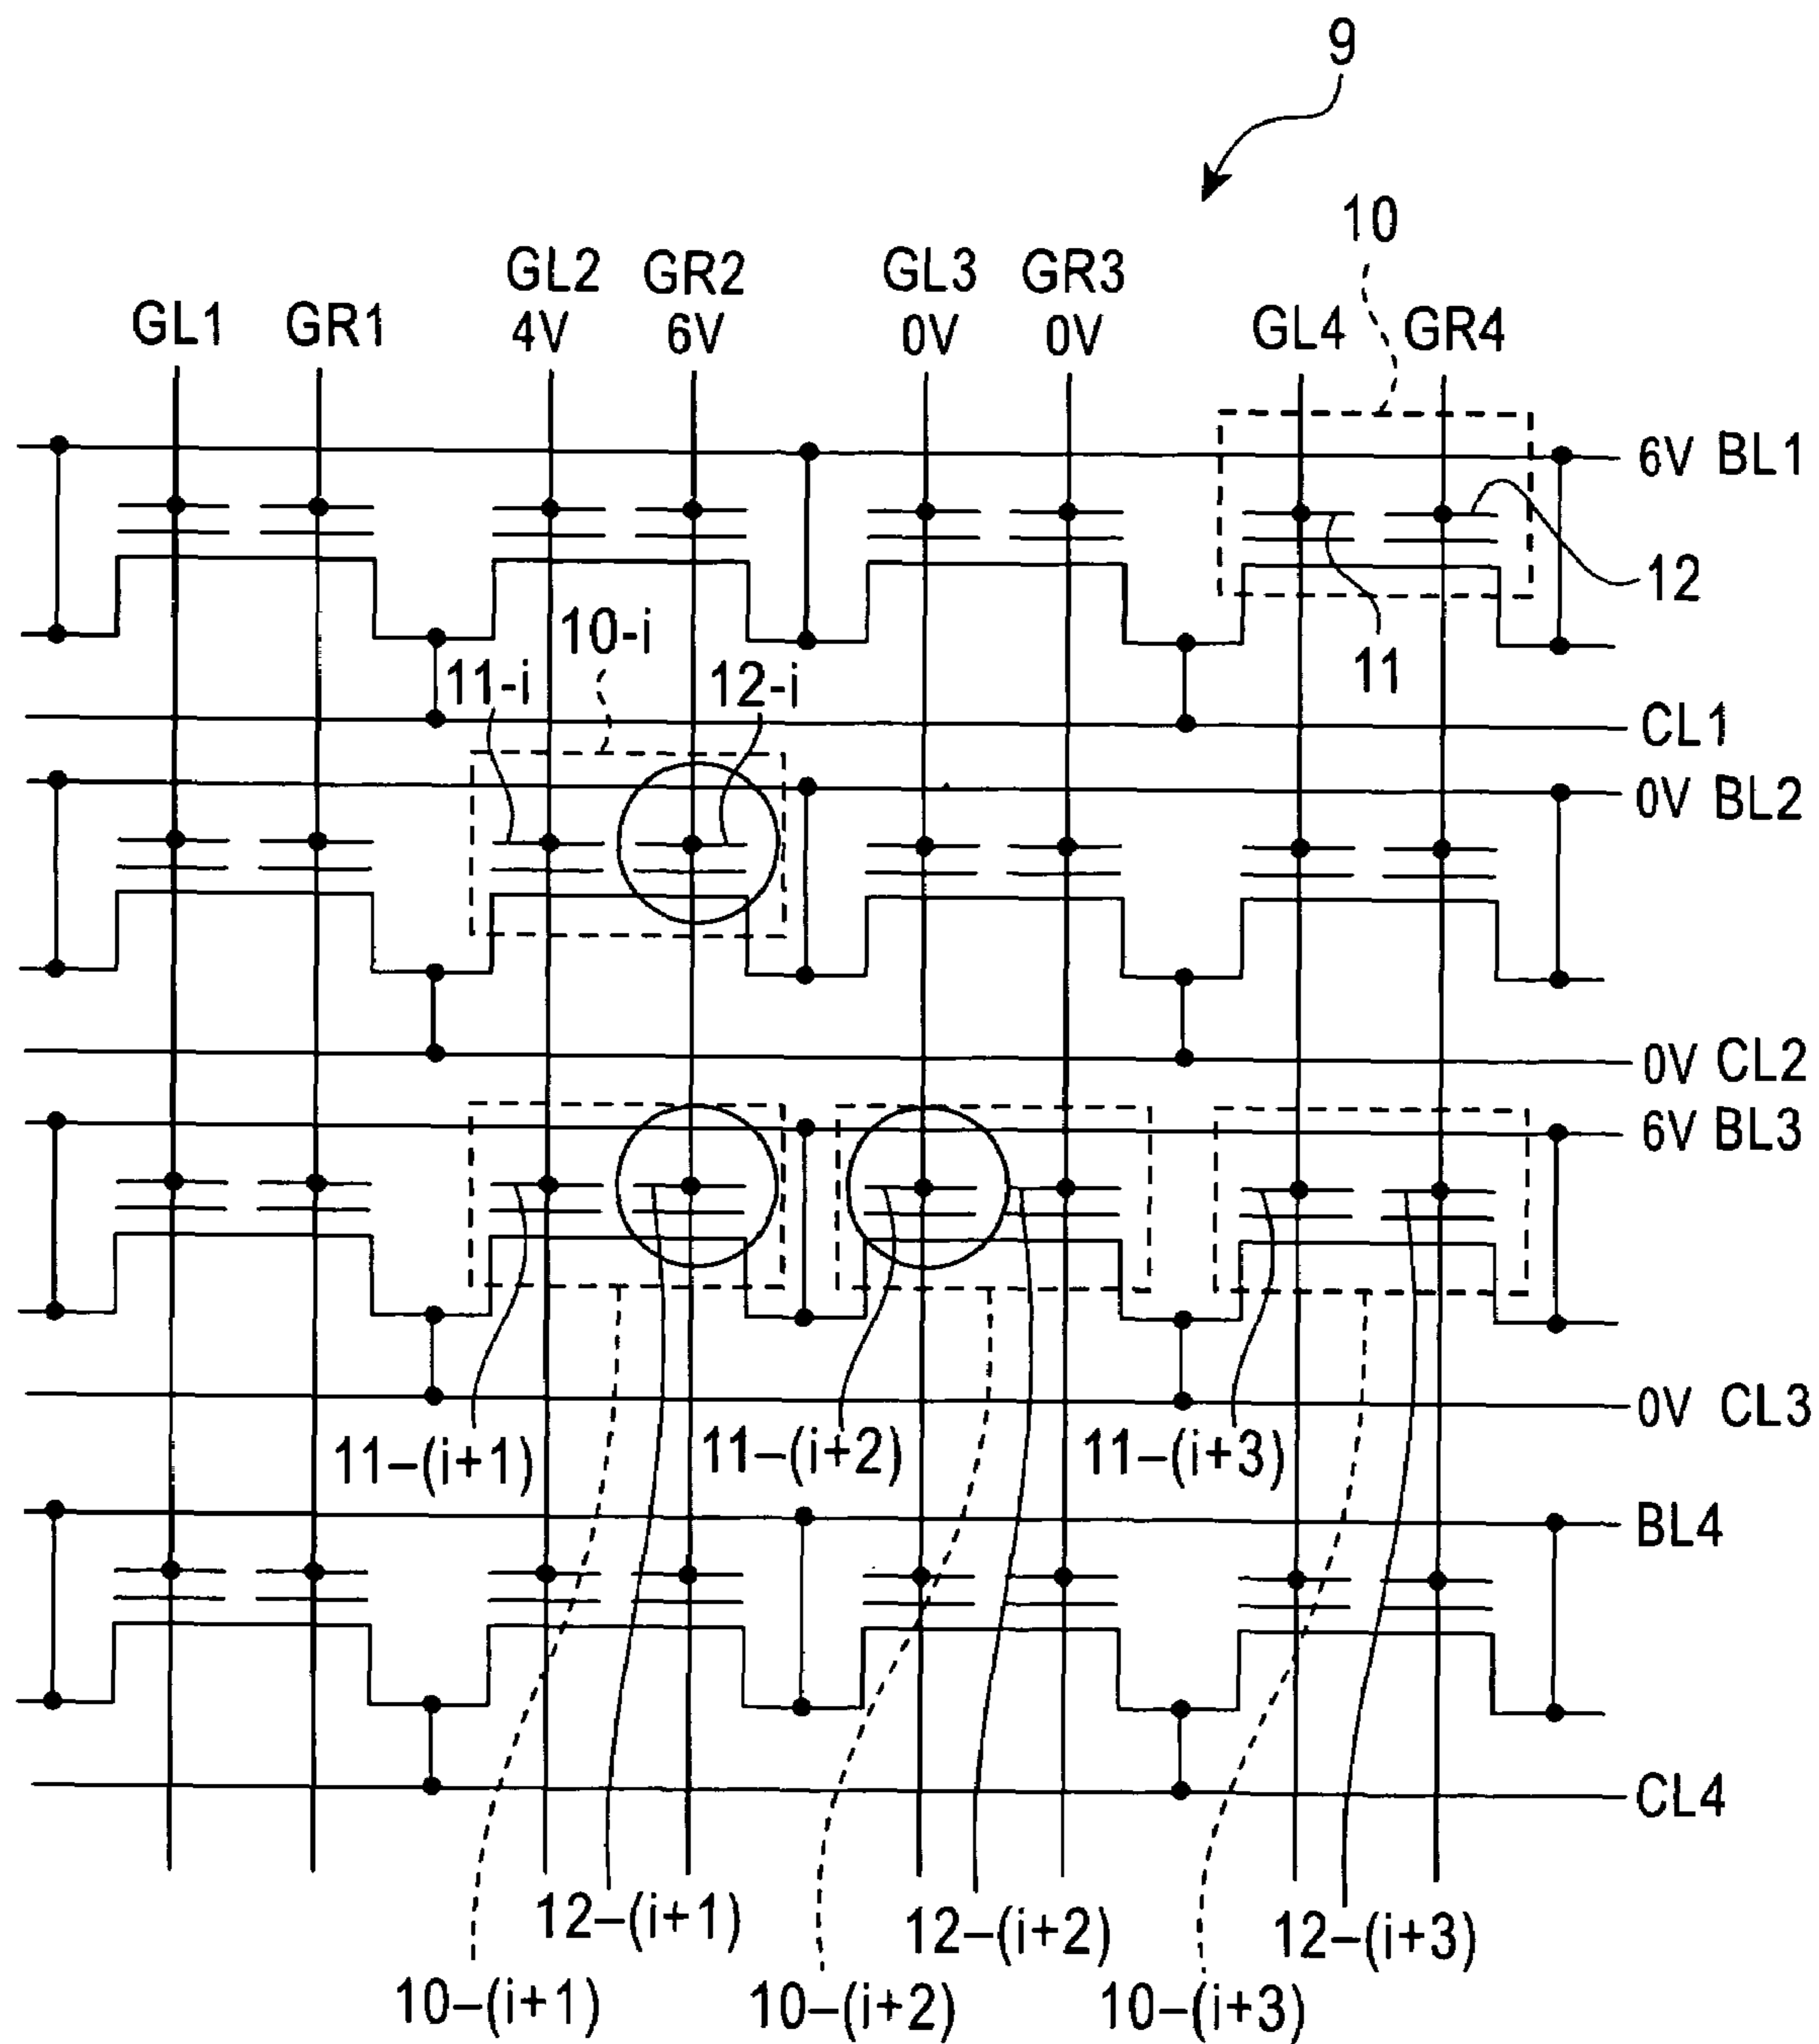 9
10
GL1
GR1
GL2
4V
GR2
6V
GL3
0V
GR3
0V
GL4
GR4
6V BL1
12
11
10-i
11-i
12-i
CL1
0V BL2
0V CL2
6V BL3
0V CL3
11–(i+1)
11–(i+2)
11–(i+3)
BL4
CL4
12–(i+1)
12–(i+2)
12–(i+3)
10–(i+1)
10–(i+2)
10–(i+3)